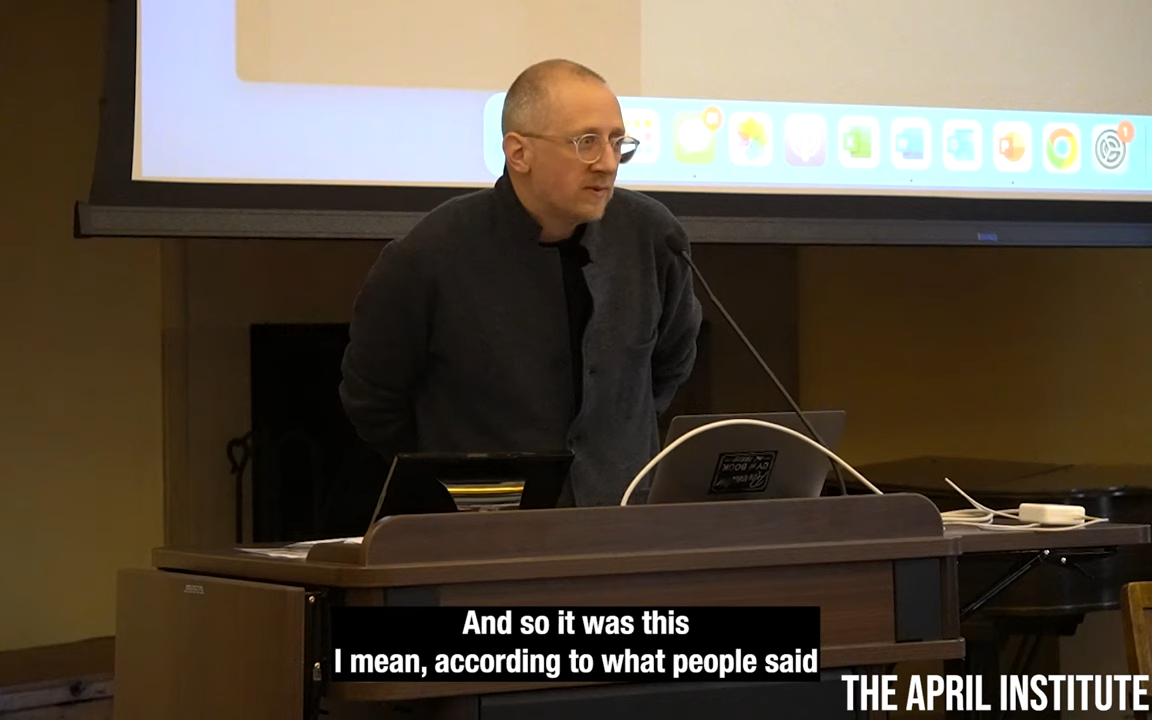 And so it was this
I mean, according to what people said
THE APRIL INSTITUTE